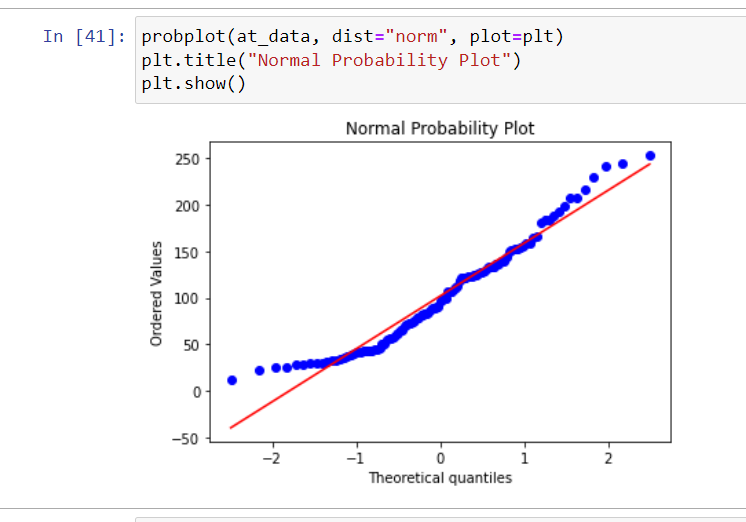 In [41]: probplot(at_data, dist="norm", plot=plt)
plt.title("Normal Probability Plot")
plt.show()
Normal Probability Plot
250
200
150
100
50
0
−50
Ordered Values
−2 −1 0 1 2
Theoretical quantiles